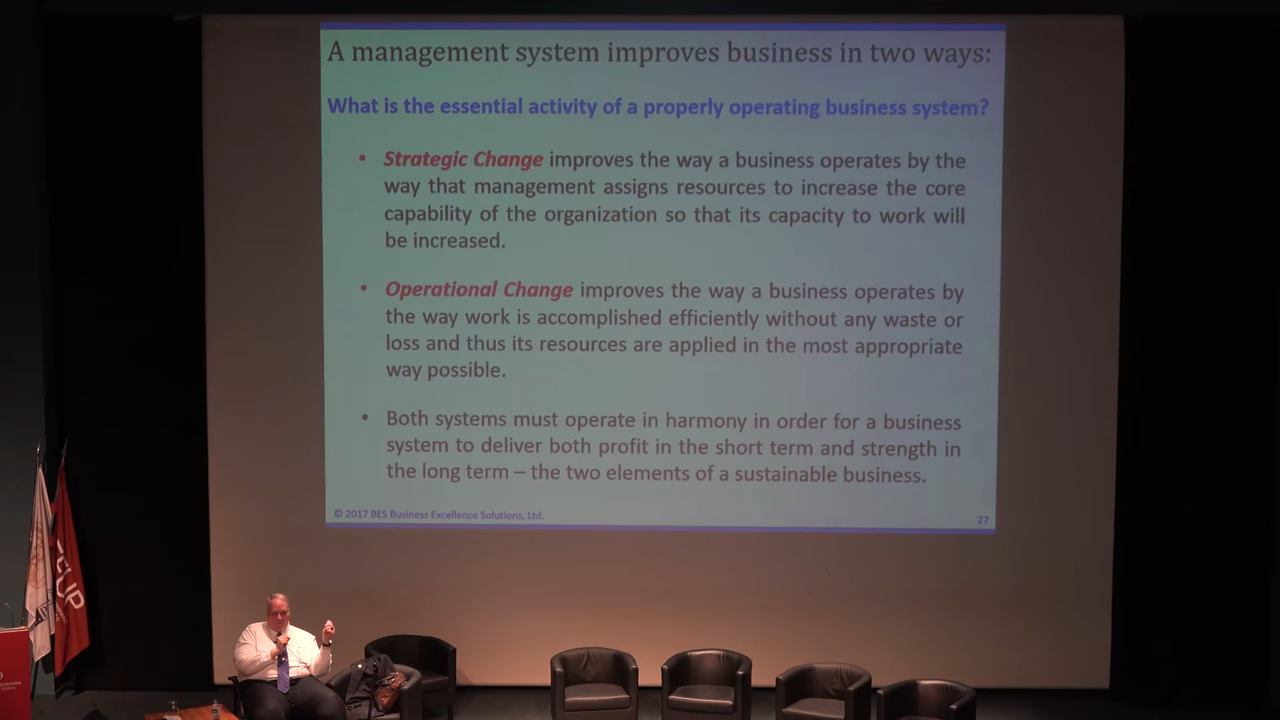 A management system improves business in two ways:
What is the essential activity of a properly operating business system?
• Strategic Change improves the way a business operates by the
way that management assigns resources to increase the core
capability of the organization so that its capacity to work will
be increased.
• Operational Change improves the way a business operates by
the way work is accomplished efficiently without any waste or
loss and thus its resources are applied in the most appropriate
way possible.
• Both systems must operate in harmony in order for a business
system to deliver both profit in the short term and strength in
the long term – the two elements of a sustainable business.
© 2017 BES Business Excellence Solutions, Ltd.
27
FEUP